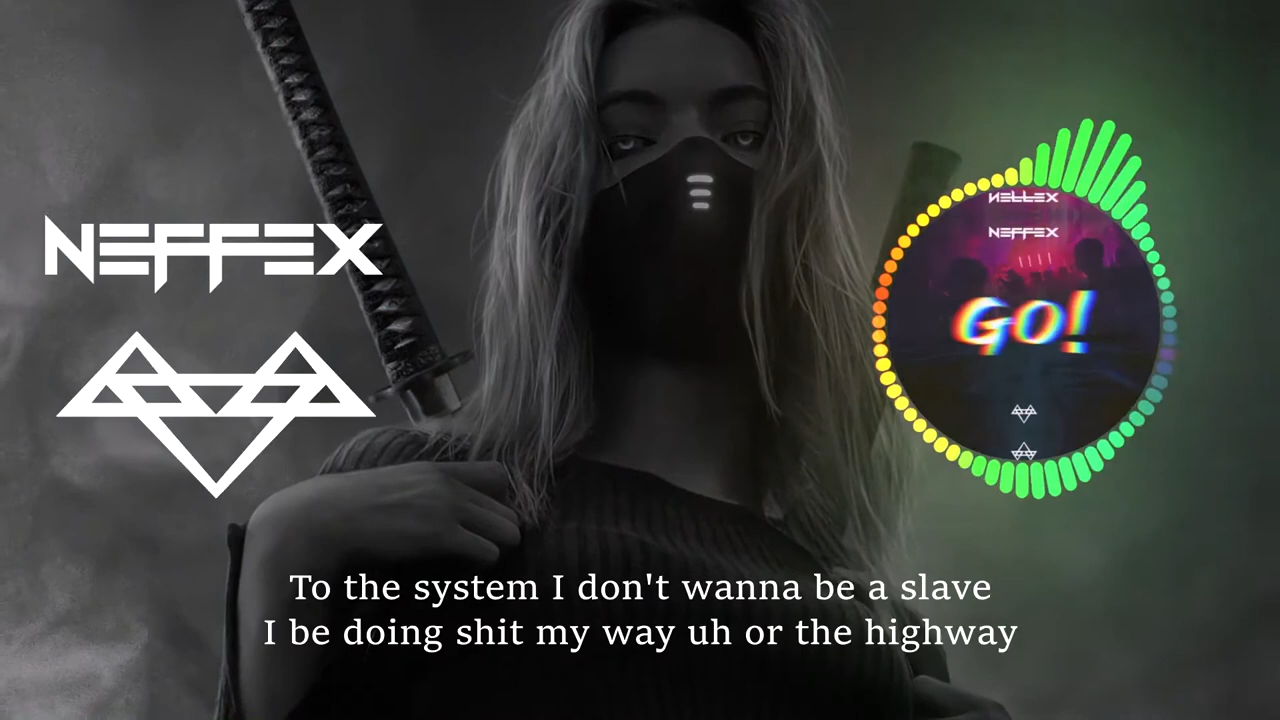 NEFFEX
NEFFEX
NEFFEX
GO!
To the system I don't wanna be a slave
I be doing shit my way uh or the highway